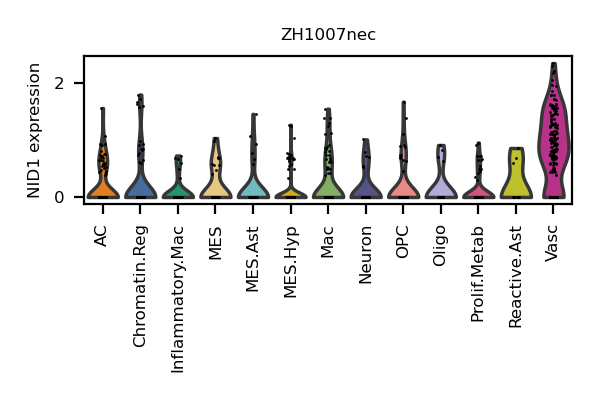 ZH1007nec
NID1 expression
2
0
AC
Chromatin.Reg
Inflammatory.Mac
MES
MES.Ast
MES.Hyp
Mac
Neuron
OPC
Oligo
Prolif.Metab
Reactive.Ast
Vasc